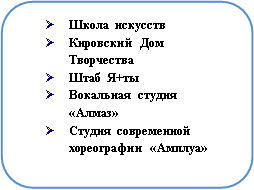 Школа искусств
Кировский Дом
Творчества
Штаб Я+ты
Вокальная студия
«Алмаз»
Студия современной
хореографии «Амплуа»